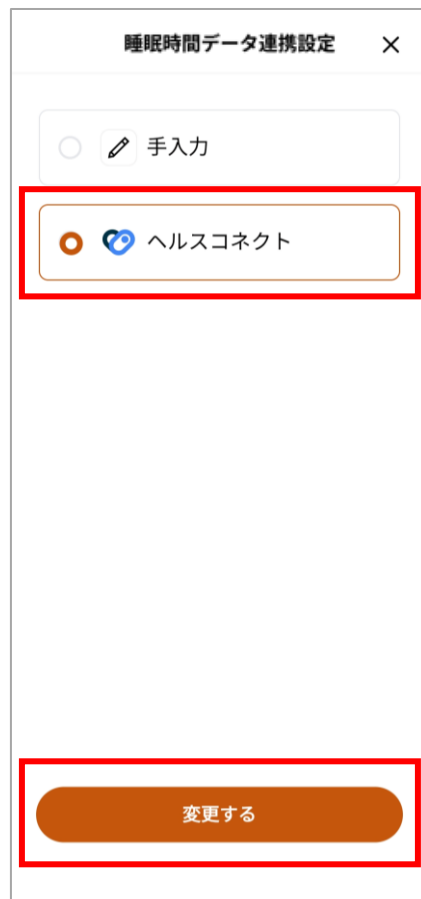 睡眠時間データ連携設定
手入力
ヘルスコネクト
変更する